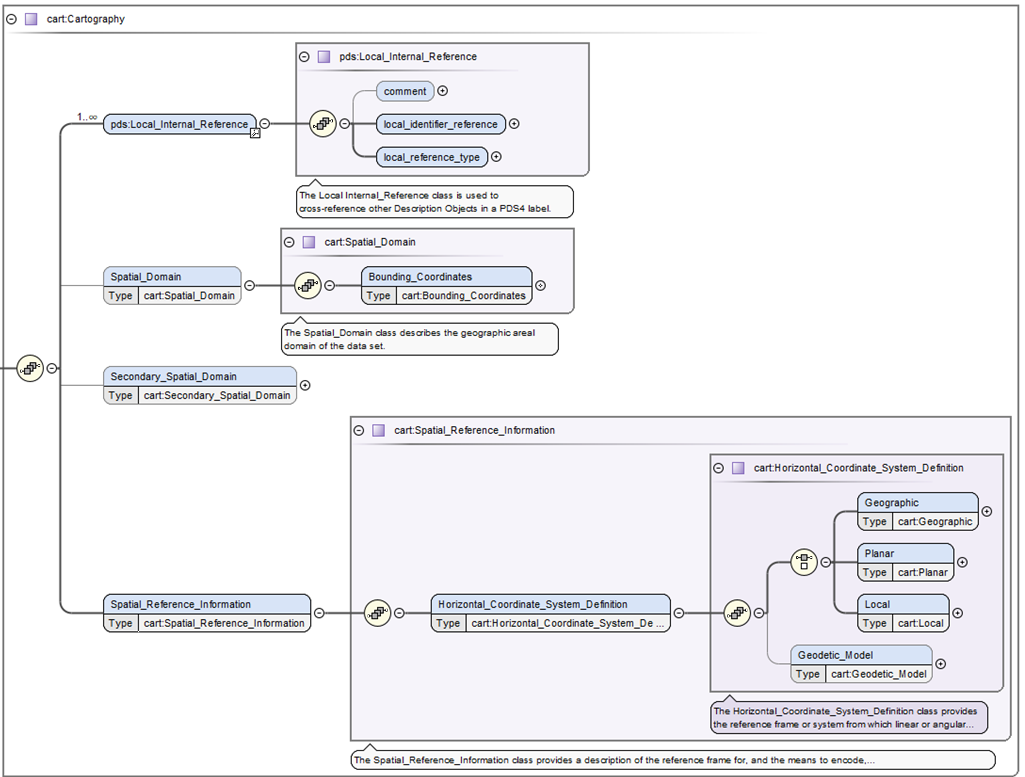 cart:Cartography
pds:Local_Internal_Reference
comment
1..∞
pds:Local_Internal_Reference
local_identifier_reference
local_reference_type
The Local Internal_Reference class is used to
cross-reference other Description Objects in a PDS4 label.
cart:Spatial_Domain
Spatial_Domain
Type cart:Spatial_Domain
Bounding_Coordinates
Type cart:Bounding_Coordinates
The Spatial_Domain class describes the geographic areal
domain of the data set.
Secondary_Spatial_Domain
Type cart:Secondary_Spatial_Domain
cart:Spatial_Reference_Information
cart:Horizontal_Coordinate_System_Definition
Geographic
Type cart:Geographic
Planar
Type cart:Planar
Spatial_Reference_Information
Type cart:Spatial_Reference_Information
Horizontal_Coordinate_System_Definition
Type cart:Horizontal_Coordinate_System_De ...
Local
Type cart:Local
Geodetic_Model
Type cart:Geodetic_Model
The Horizontal_Coordinate_System_Definition class provides
the reference frame or system from which linear or angular...
The Spatial_Reference_Information class provides a description of the reference frame for, and the means to encode,...